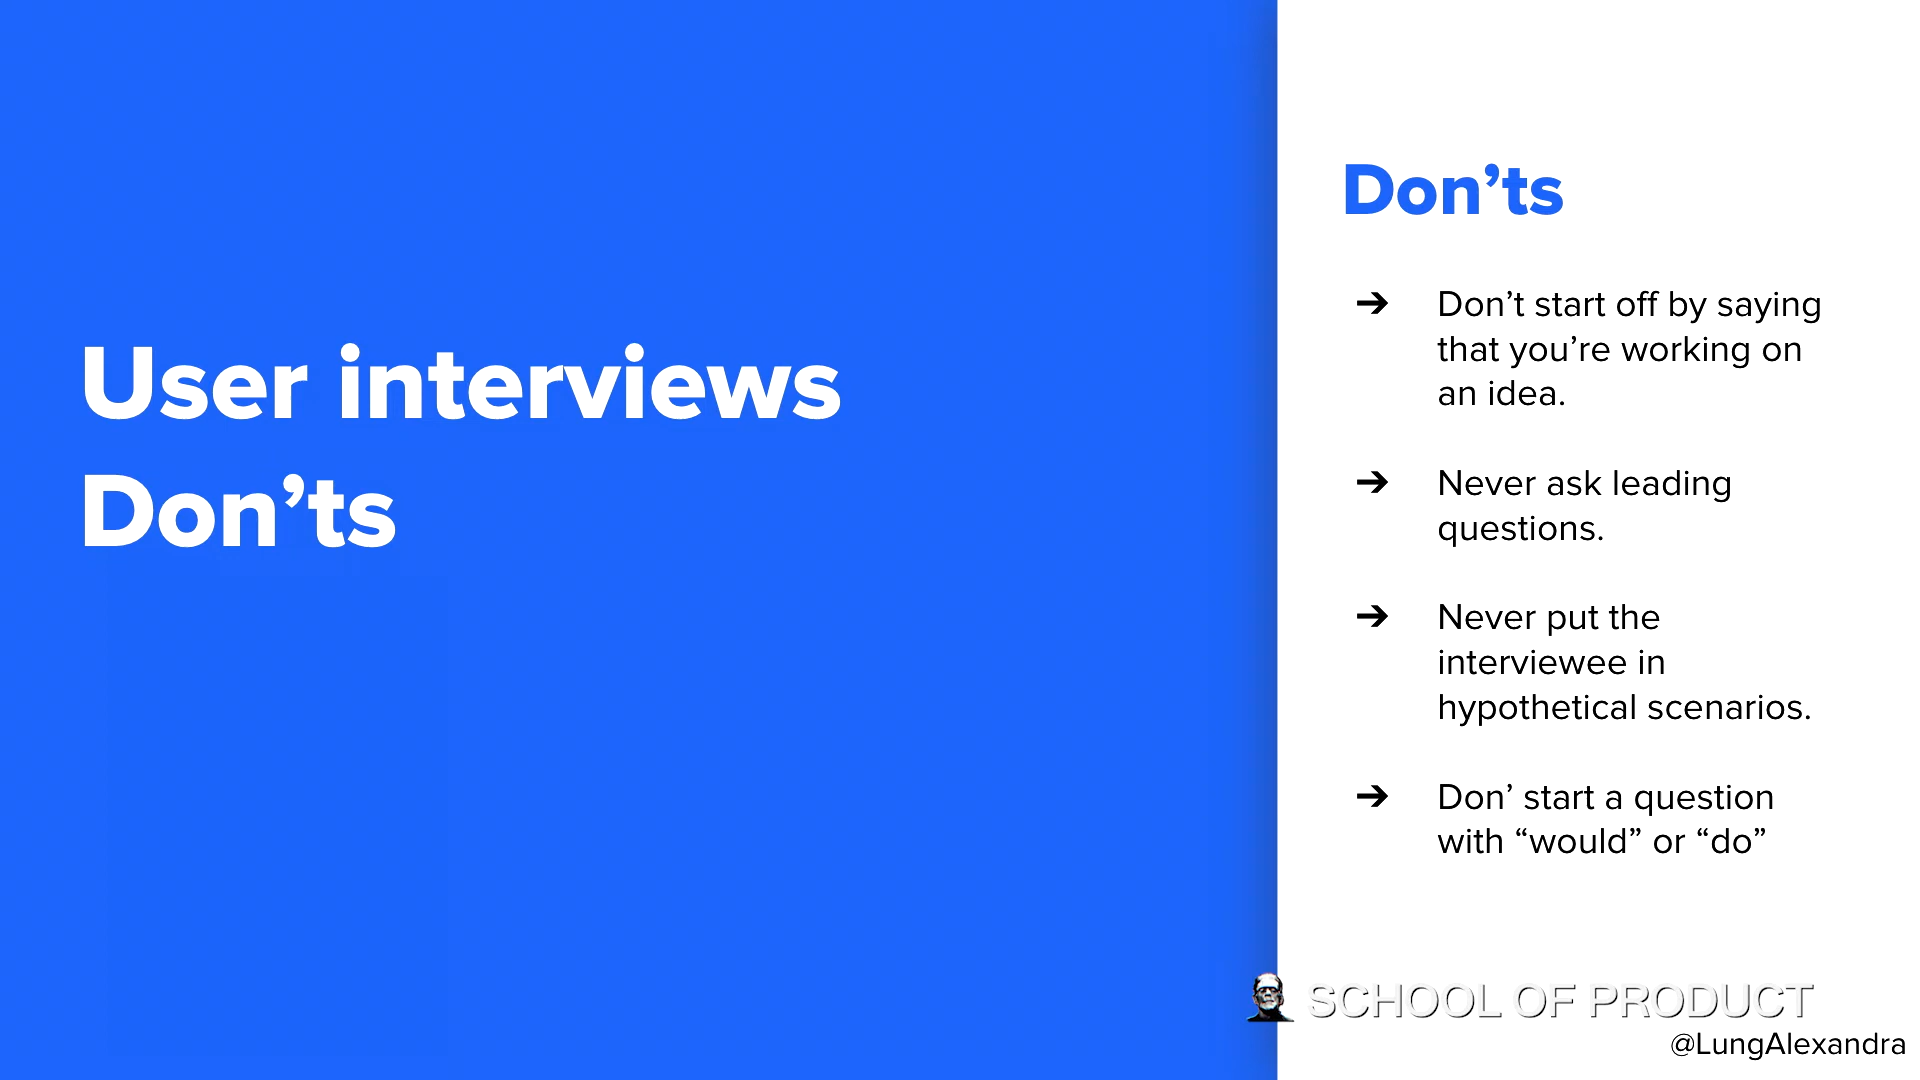 User interviews
Don’ts
Don’ts
➔ Don’t start off by saying
that you’re working on
an idea.
➔ Never ask leading
questions.
➔ Never put the
interviewee in
hypothetical scenarios.
➔ Don’ start a question
with “would” or “do”
SCHOOL OF PRODUCT
@LungAlexandra